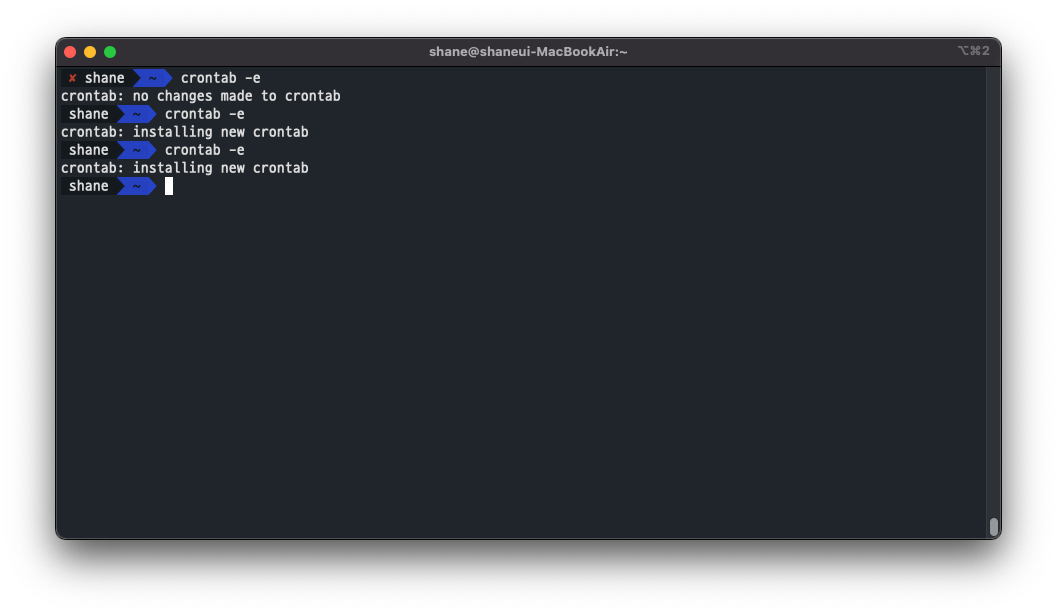 shane@shaneui-MacBookAir:~
⌥⌘2
✘ shane ~ crontab -e
crontab: no changes made to crontab
shane ~ crontab -e
crontab: installing new crontab
shane ~ crontab -e
crontab: installing new crontab
shane ~